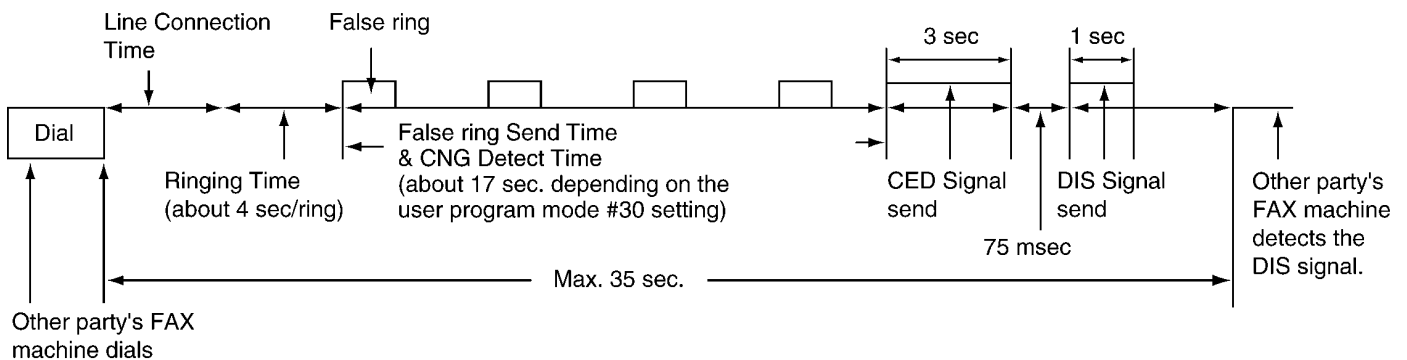 Line Connection
Time
False ring
3 sec
1 sec
Dial
False ring Send Time
& CNG Detect Time
(about 17 sec. depending on the
user program mode #30 setting)
Ringing Time
(about 4 sec/ring)
CED Signal
send
DIS Signal
send
Other party's
FAX machine
detects the
DIS signal.
75 msec
Max. 35 sec.
Other party's FAX
machine dials